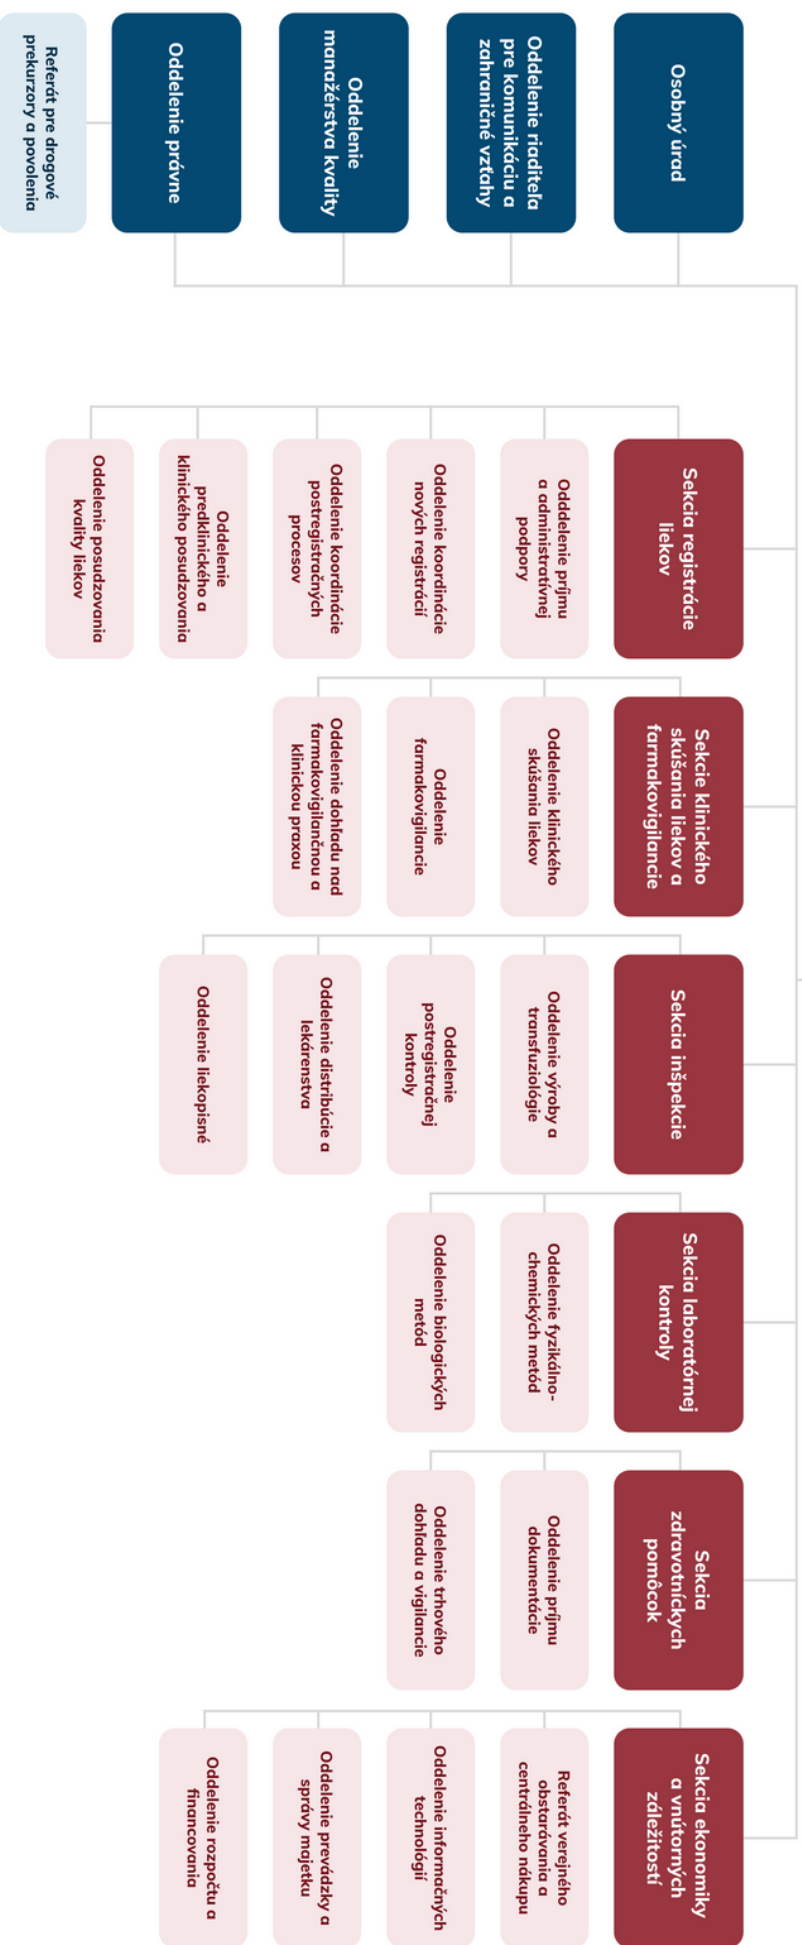 Osobný úrad
Oddelenie riaditeľa
pre komunikáciu a
zahraničné vzťahy
Oddelenie
manažérstva kvality
Oddelenie právne
Referát pre drogové
prekurzory a povolenia
Sekcia registrácie
liekov
Odddelenie príjmu
a administratívnej
podpory
Oddelenie koordinácie
nových registrácií
Oddelenie koordinácie
postregistračných
procesov
Oddelenie
predklinického a
klinického posudzovania
Oddelenie posudzovania
kvality liekov
Sekcie klinického
skúšania liekov a
farmakovigilancie
Oddelenie klinického
skúšania liekov
Oddelenie
farmakovigilancie
Oddelenie dohľadu nad
farmakovigilančnou a
klinickou praxou
Sekcia inšpekcie
Oddelenie výroby a
transfuziológie
Oddelenie
postregistračnej
kontroly
Oddelenie distribúcie a
lekárenstva
Oddelenie liekopisné
Sekcia laboratórnej
kontroly
Oddelenie fyzikálno-
chemických metód
Oddelenie biologických
metód
Sekcia
zdravotníckych
pomôcok
Oddelenie príjmu
dokumentácie
Oddelenie trhového
dohľadu a vigilancie
Sekcia ekonomiky
a vnútorných
záležitostí
Referát verejného
obstarávania a
centrálneho nákupu
Oddelenie informačných
technológií
Oddelenie prevádzky a
správy majetku
Oddelenie rozpočtu a
financovania